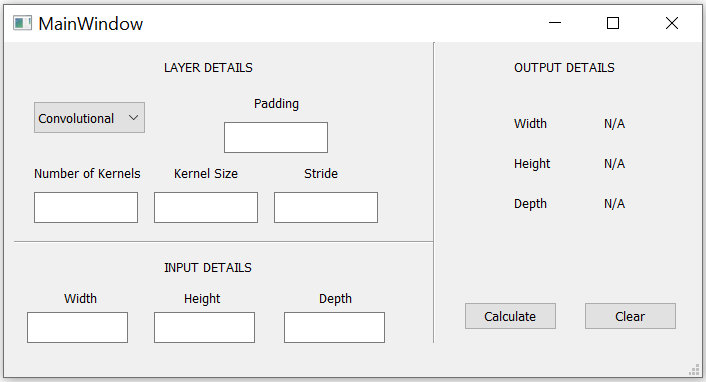 MainWindow
LAYER DETAILS
Convolutional
Padding
Number of Kernels
Kernel Size
Stride
INPUT DETAILS
Width
Height
Depth
OUTPUT DETAILS
Width N/A
Height N/A
Depth N/A
Calculate
Clear